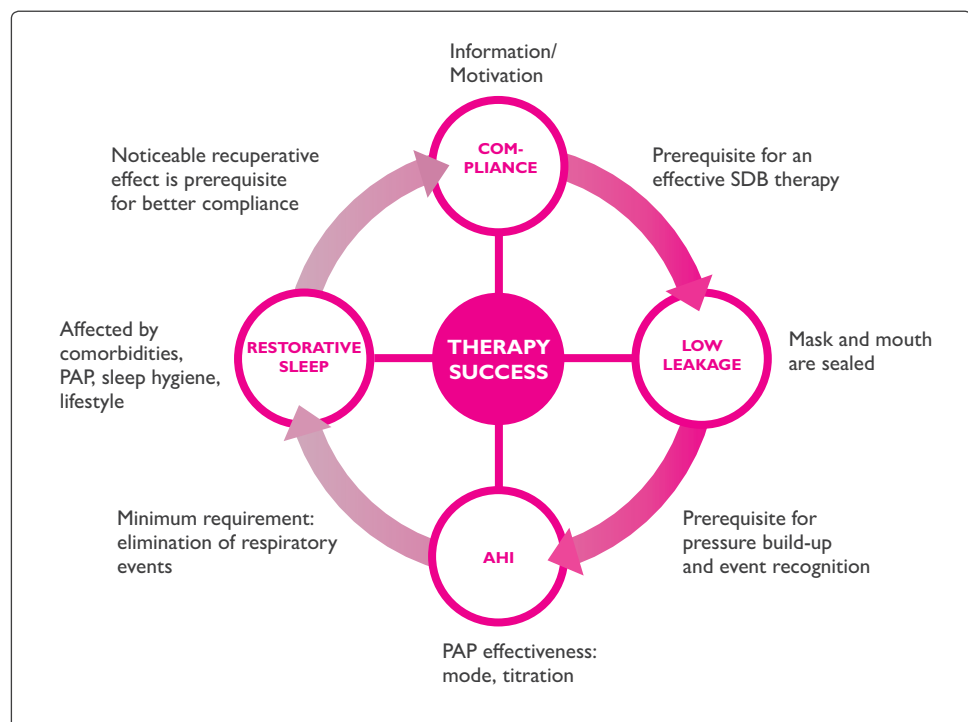 Information/
Motivation
COM-
PLIANCE
Noticeable recuperative
effect is prerequisite
for better compliance
Prerequisite for an
effective SDB therapy
Affected by
comorbidities,
PAP, sleep hygiene,
lifestyle
RESTORATIVE
SLEEP
THERAPY
SUCCESS
LOW
LEAKAGE
Mask and mouth
are sealed
Minimum requirement:
elimination of respiratory
events
AHI
Prerequisite for
pressure build-up
and event recognition
PAP effectiveness:
mode, titration